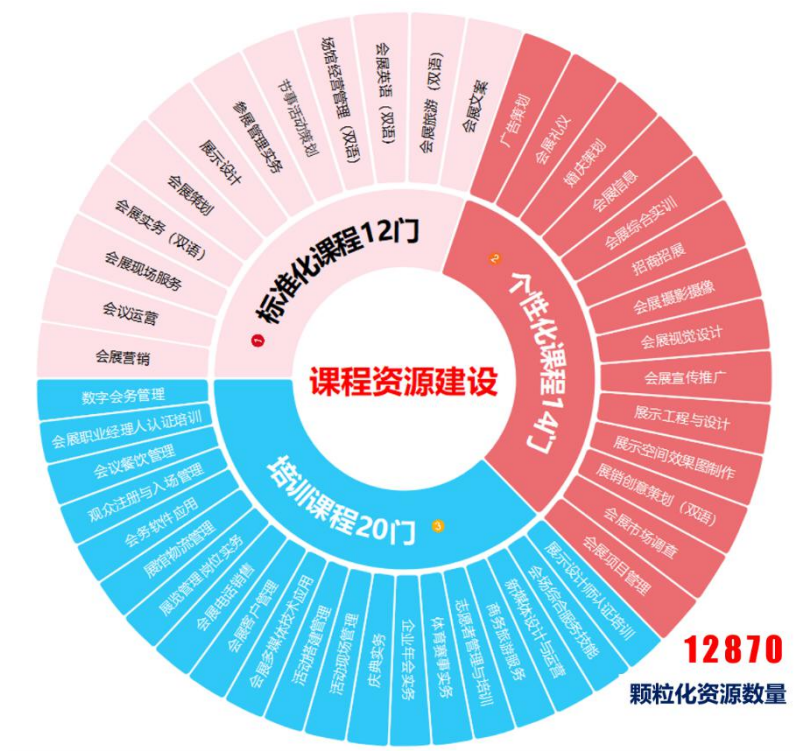 课程资源建设
1
标准化课程12门
会展营销
会议运营
会展现场服务
会展实务（双语）
会展策划
展示设计
参展管理实务
节事活动策划
场馆经营管理（双语）
会展英语（双语）
会展旅游（双语）
会展文案
2
个性化课程14门
广告策划
会展礼仪
婚庆策划
会展信息
会展综合实训
招商招展
会展摄影摄像
会展视觉设计
会展宣传推广
展示工程与设计
展示空间效果图制作
展销创意策划（双语）
会展市场调查
会展项目管理
3
培训课程20门
展示设计师认证培训
会场综合服务技能
新媒体设计与运营
商务旅游服务
志愿者管理与培训
体育赛事实务
企业年会实务
庆典实务
活动现场管理
活动搭建管理
会展多媒体技术应用
会展客户管理
会展电话销售
展览管理岗位实务
展馆物流管理
会务软件应用
观众注册与入场管理
会议餐饮管理
会展职业经理人认证培训
数字会务管理
12870
颗粒化资源数量